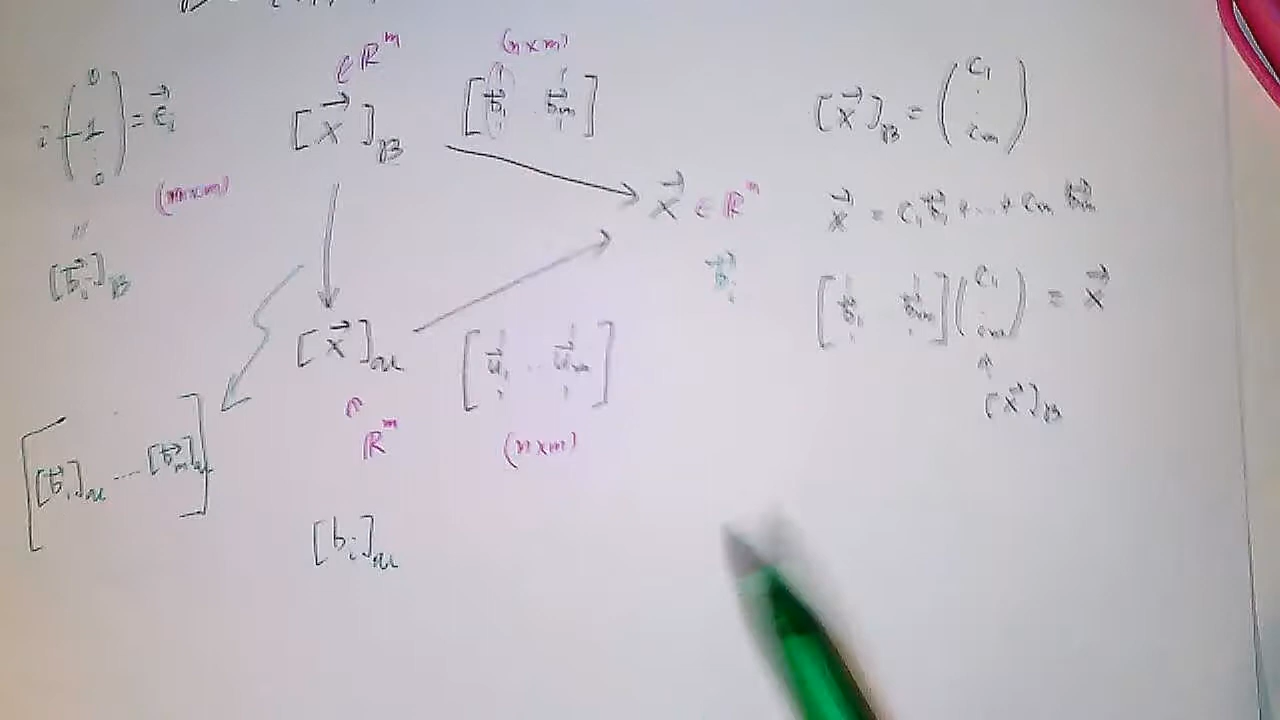 ∈ ℝ^m
(n×m)
i – (0 ⋮ 1 ⋮ 0) = e⃗_i
[x⃗]_B
[b⃗_1 b⃗_m]
[x⃗]_B = (c_1 ⋮ c_m)
(m×m)
x⃗ ∈ ℝ^m
x⃗ = c_1 b⃗_1 + ... + c_m b⃗_m
"
[b⃗_i]_B
b⃗_i
[b⃗_1 b⃗_m] (c_1 ⋮ c_m) = x⃗
[x⃗]_U
[u⃗_1 ... u⃗_m]
↑
[x⃗]_B
∩
ℝ^m
(n×m)
[[b⃗_1]_U ... [b⃗_m]_U]
[b_i]_U